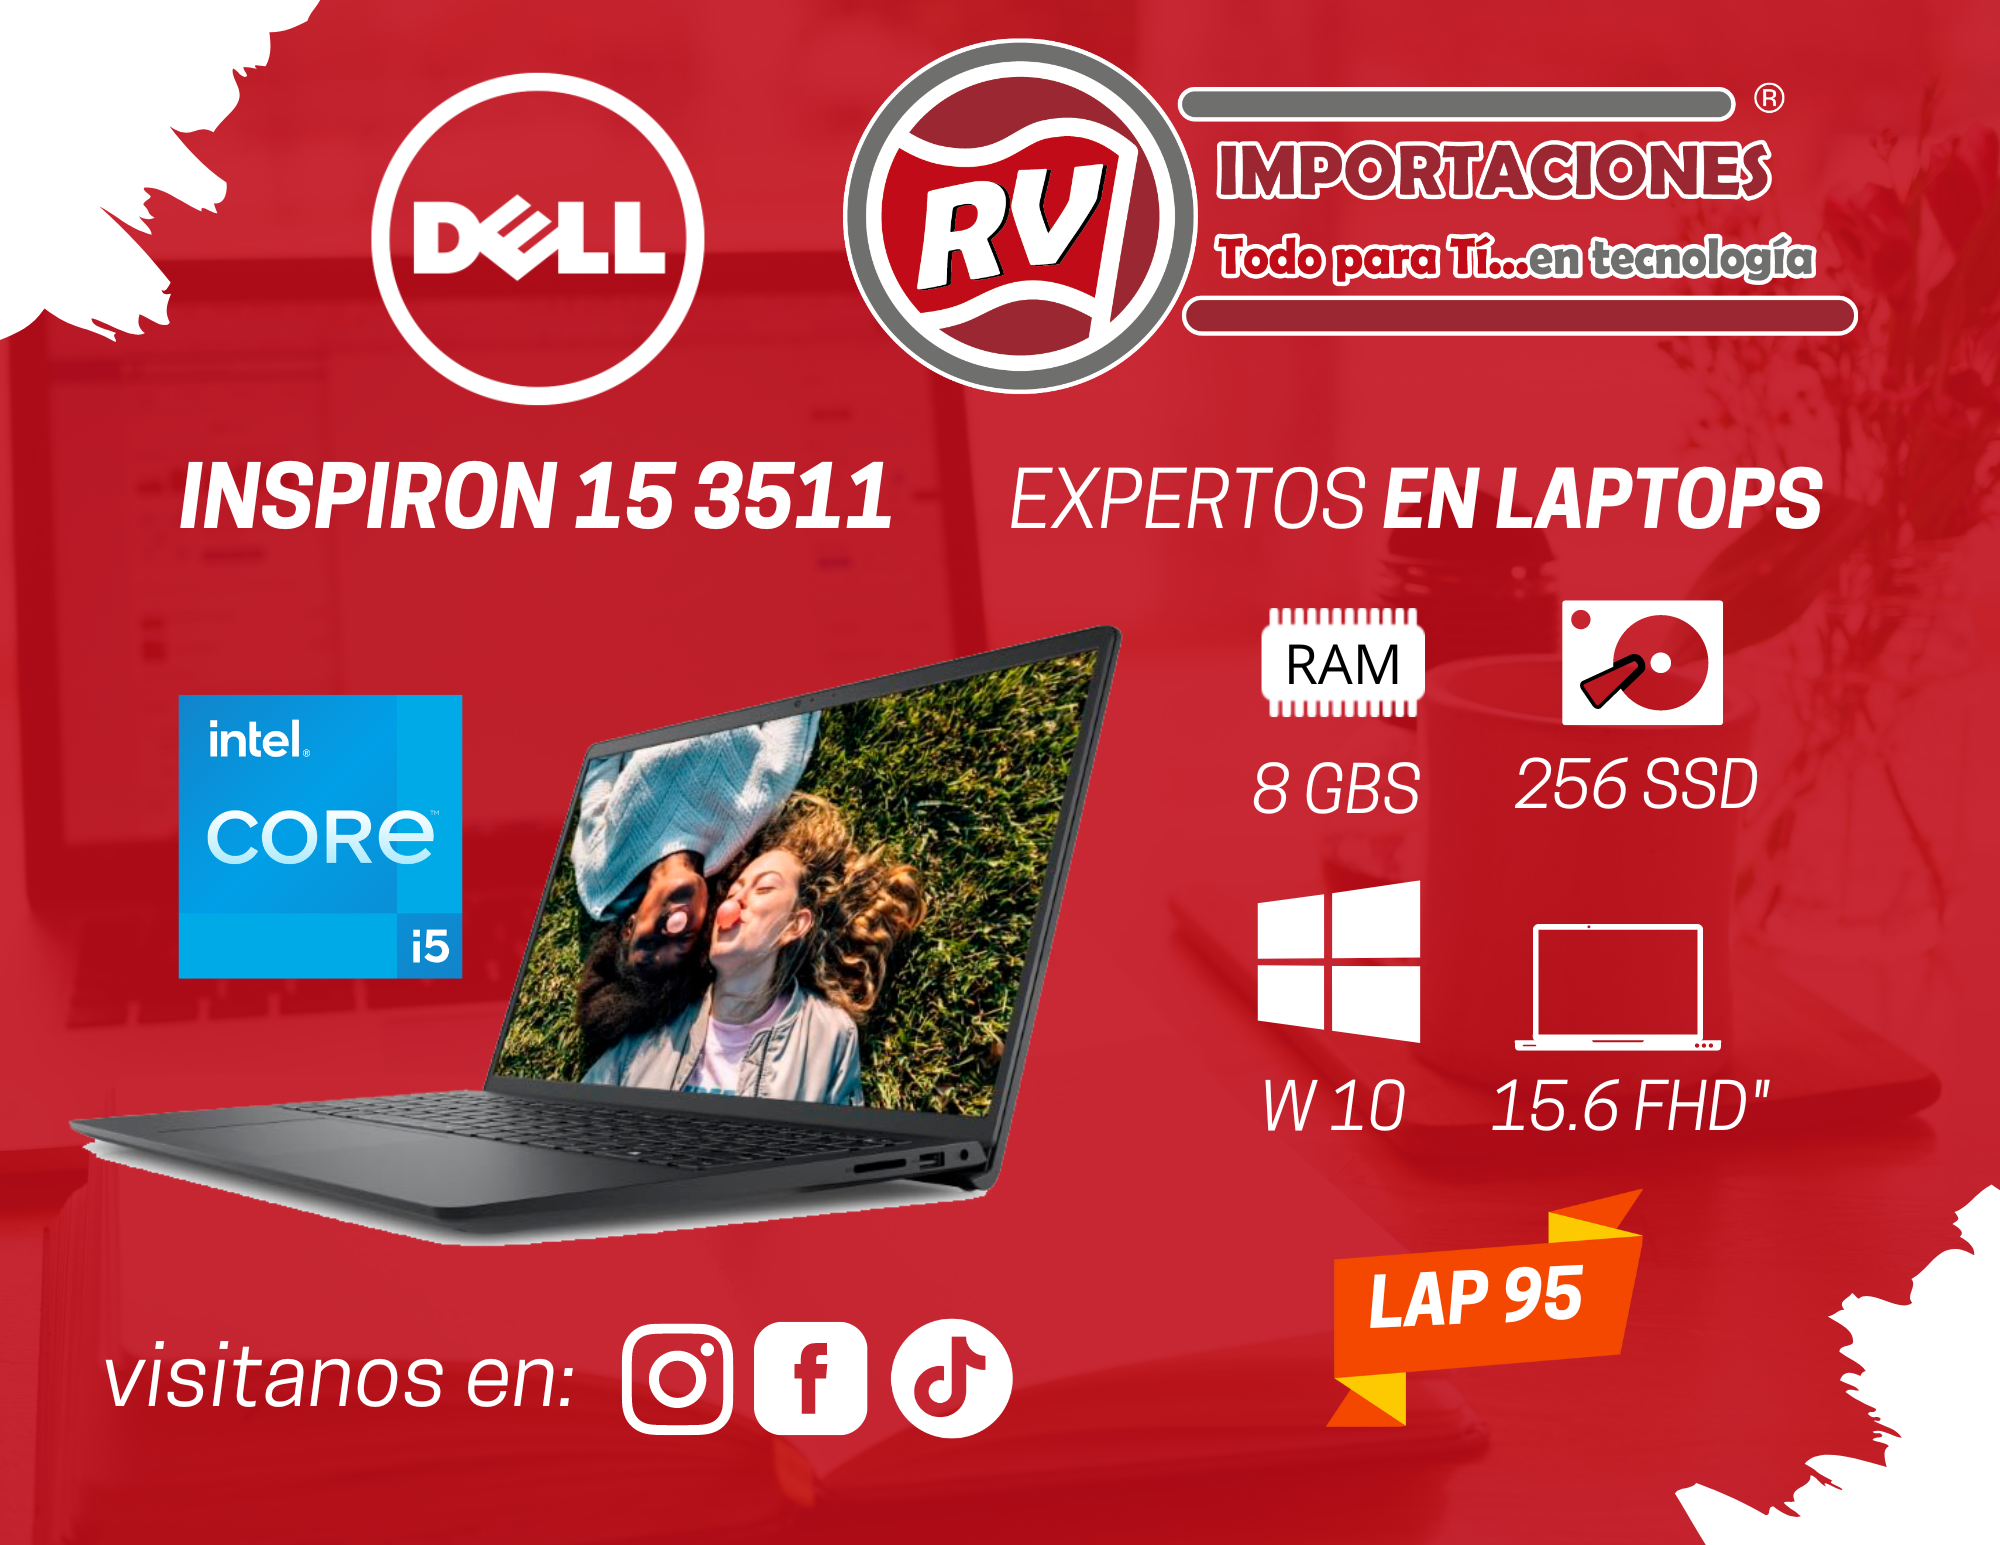 DELL
RV
®
IMPORTACIONES
Todo para Tí...en tecnología
INSPIRON 15 3511
EXPERTOS EN LAPTOPS
intel®
CORE™
i5
RAM
8 GBS
256 SSD
W 10
15.6 FHD"
LAP 95
visitanos en: